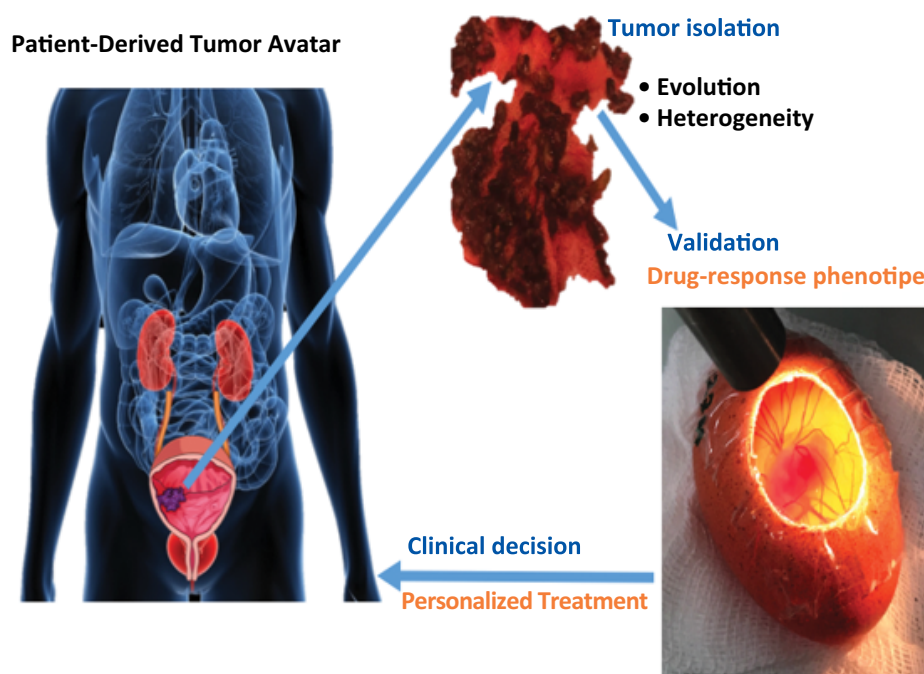 Patient-Derived Tumor Avatar
Tumor isolation
• Evolution
• Heterogeneity
Validation
Drug-response phenotipe
Clinical decision
Personalized Treatment